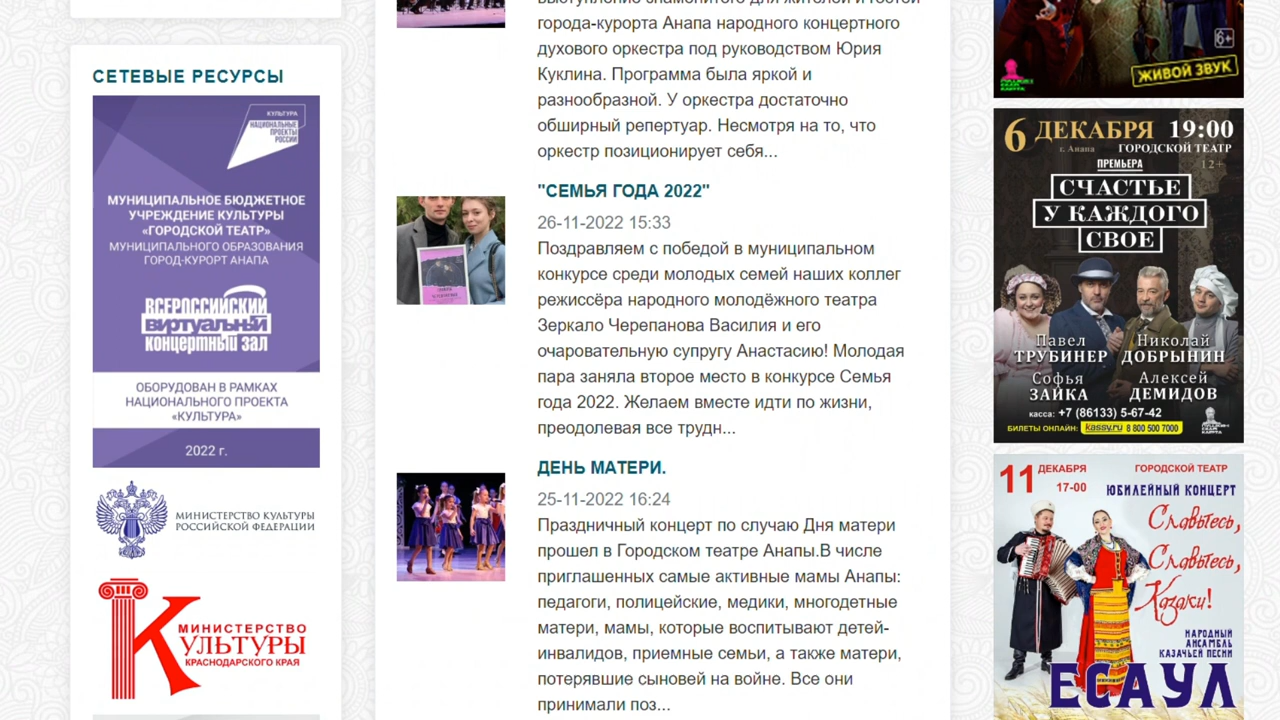 СЕТЕВЫЕ РЕСУРСЫ
КУЛЬТУРА
НАЦИОНАЛЬНЫЕ
ПРОЕКТЫ
РОССИИ
МУНИЦИПАЛЬНОЕ БЮДЖЕТНОЕ
УЧРЕЖДЕНИЕ КУЛЬТУРЫ
«ГОРОДСКОЙ ТЕАТР»
МУНИЦИПАЛЬНОГО ОБРАЗОВАНИЯ
ГОРОД-КУРОРТ АНАПА
ВСЕРОССИЙСКИЙ
виртуальный
концертный зал
ОБОРУДОВАН В РАМКАХ
НАЦИОНАЛЬНОГО ПРОЕКТА
«КУЛЬТУРА»
2022 г.
МИНИСТЕРСТВО КУЛЬТУРЫ
РОССИЙСКОЙ ФЕДЕРАЦИИ
МИНИСТЕРСТВО
КУЛЬТУРЫ
КРАСНОДАРСКОГО КРАЯ
выступление знаменитого для жителей и гостей
города-курорта Анапа народного концертного
духового оркестра под руководством Юрия
Куклина. Программа была яркой и
разнообразной. У оркестра достаточно
обширный репертуар. Несмотря на то, что
оркестр позиционирует себя...
"СЕМЬЯ ГОДА 2022"
26-11-2022 15:33
Поздравляем с победой в муниципальном
конкурсе среди молодых семей наших коллег
режиссёра народного молодёжного театра
Зеркало Черепанова Василия и его
очаровательную супругу Анастасию! Молодая
пара заняла второе место в конкурсе Семья
года 2022. Желаем вместе идти по жизни,
преодолевая все трудн...
ДЕНЬ МАТЕРИ.
25-11-2022 16:24
Праздничный концерт по случаю Дня матери
прошел в Городском театре Анапы.В числе
приглашенных самые активные мамы Анапы:
педагоги, полицейские, медики, многодетные
матери, мамы, которые воспитывают детей-
инвалидов, приемные семьи, а также матери,
потерявшие сыновей на войне. Все они
принимали поз...
6+
ЖИВОЙ ЗВУК
6 ДЕКАБРЯ 19:00
г. Анапа ГОРОДСКОЙ ТЕАТР
ПРЕМЬЕРА 12+
СЧАСТЬЕ
У КАЖДОГО
СВОЕ
Павел Николай
ТРУБИНЕР ДОБРЫНИН
Софья Алексей
ЗАЙКА ДЕМИДОВ
касса: +7 (86133) 5-67-42
БИЛЕТЫ ОНЛАЙН: kassy.ru 8 800 500 7000
11 ДЕКАБРЯ ГОРОДСКОЙ ТЕАТР
17-00
ЮБИЛЕЙНЫЙ КОНЦЕРТ
Славьтесь,
Славьтесь,
Казаки!
НАРОДНЫЙ
АНСАМБЛЬ
КАЗАЧЬЕЙ ПЕСНИ
ЕСАУЛ